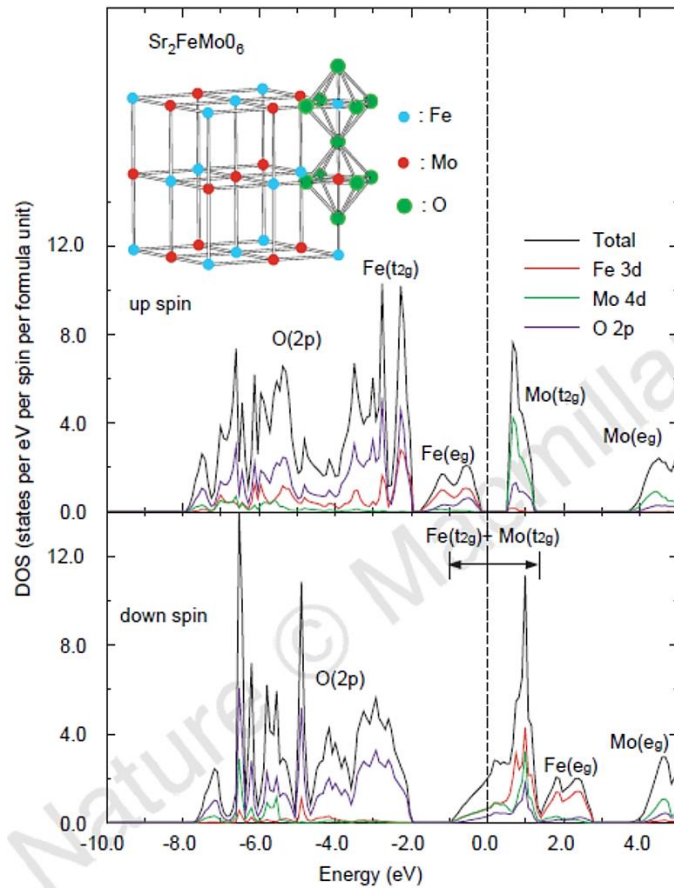 Sr₂FeMo0₆
: Fe
: Mo
: O
12.0
up spin
O(2p)
Fe(t₂g)
Total
Fe 3d
Mo 4d
O 2p
8.0
4.0
0.0
Fe(eg)
Mo(t₂g)
Mo(eg)
DOS (states per eV per spin per formula unit)
Fe(t₂g)+ Mo(t₂g)
12.0
down spin
8.0
O(2p)
4.0
Fe(eg)
Mo(eg)
0.0
-10.0 -8.0 -6.0 -4.0 -2.0 0.0 2.0 4.0
Energy (eV)
Nature © Macmilla